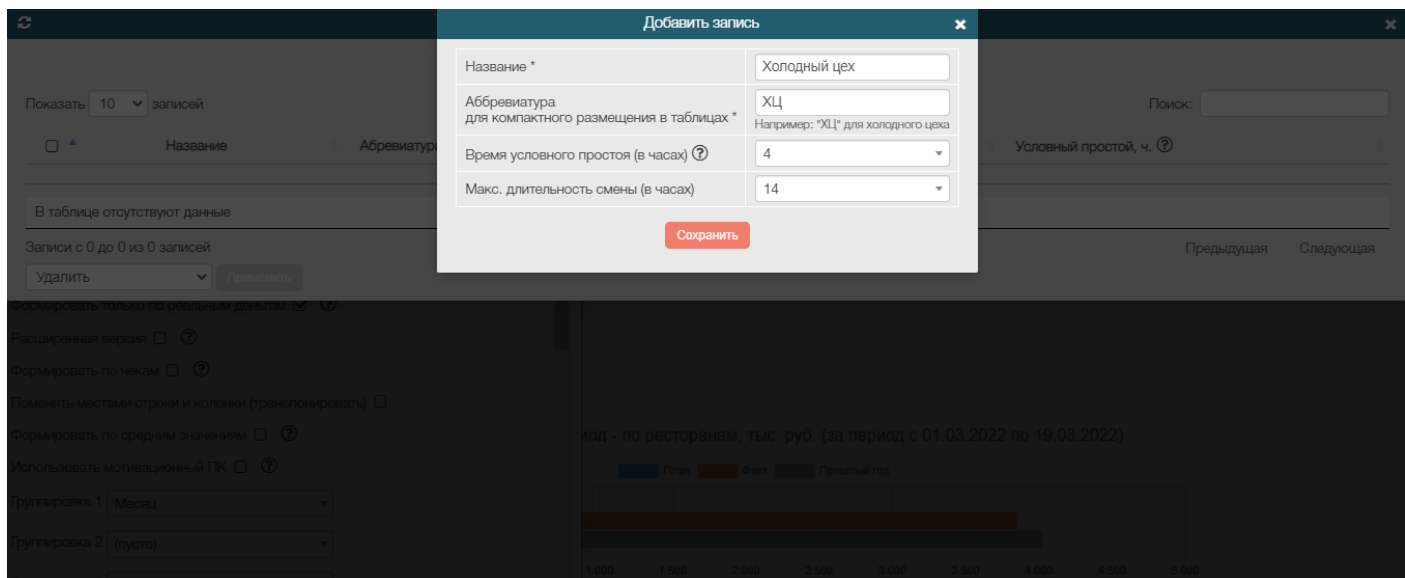 Добавить запись
Название *
Холодный цех
Аббревиатура
для компактного размещения в таблицах *
ХЦ
Например: "ХЦ" для холодного цеха
Время условного простоя (в часах) ?
4
Макс. длительность смены (в часах)
14
Сохранить
Показать 10 записей
Поиск:
Название
Абревиатура
Условный простой, ч. ?
В таблице отсутствуют данные
Записи с 0 до 0 из 0 записей
Предыдущая Следующая
Удалить Применить
Формировать только по реальным деньгам ?
Расширенная версия ?
Формировать по чекам ?
Поменять местами строки и колонки (транспонировать)
Формировать по средним значениям ?
Использовать мотивационный ПК ?
Группировка 1 Месяц
Группировка 2 (пусто)
иод - по ресторанам, тыс. руб. (за период с 01.03.2022 по 19.03.2022)
План Факт Прошлый год
1 000 1 500 2 000 2 500 3 000 3 500 4 000 4 500 5 000